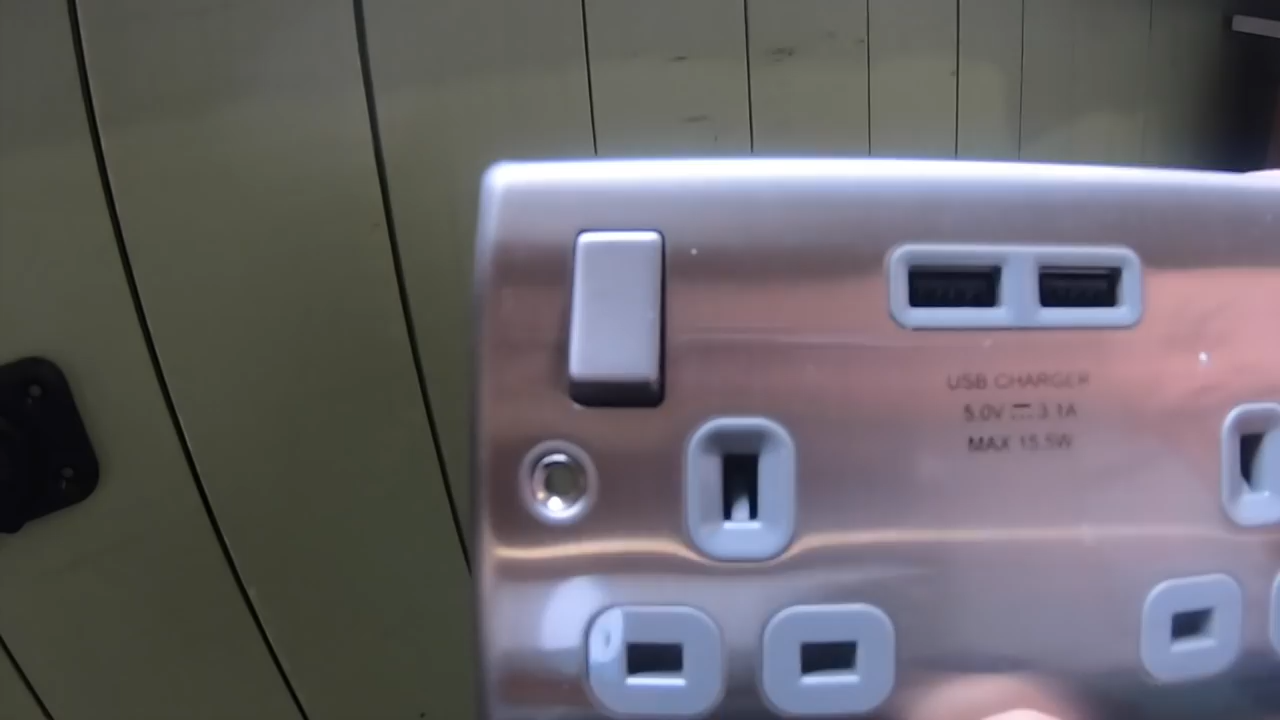 USB CHARGER
5.0V ⎓ 3.1A
MAX 15.5W